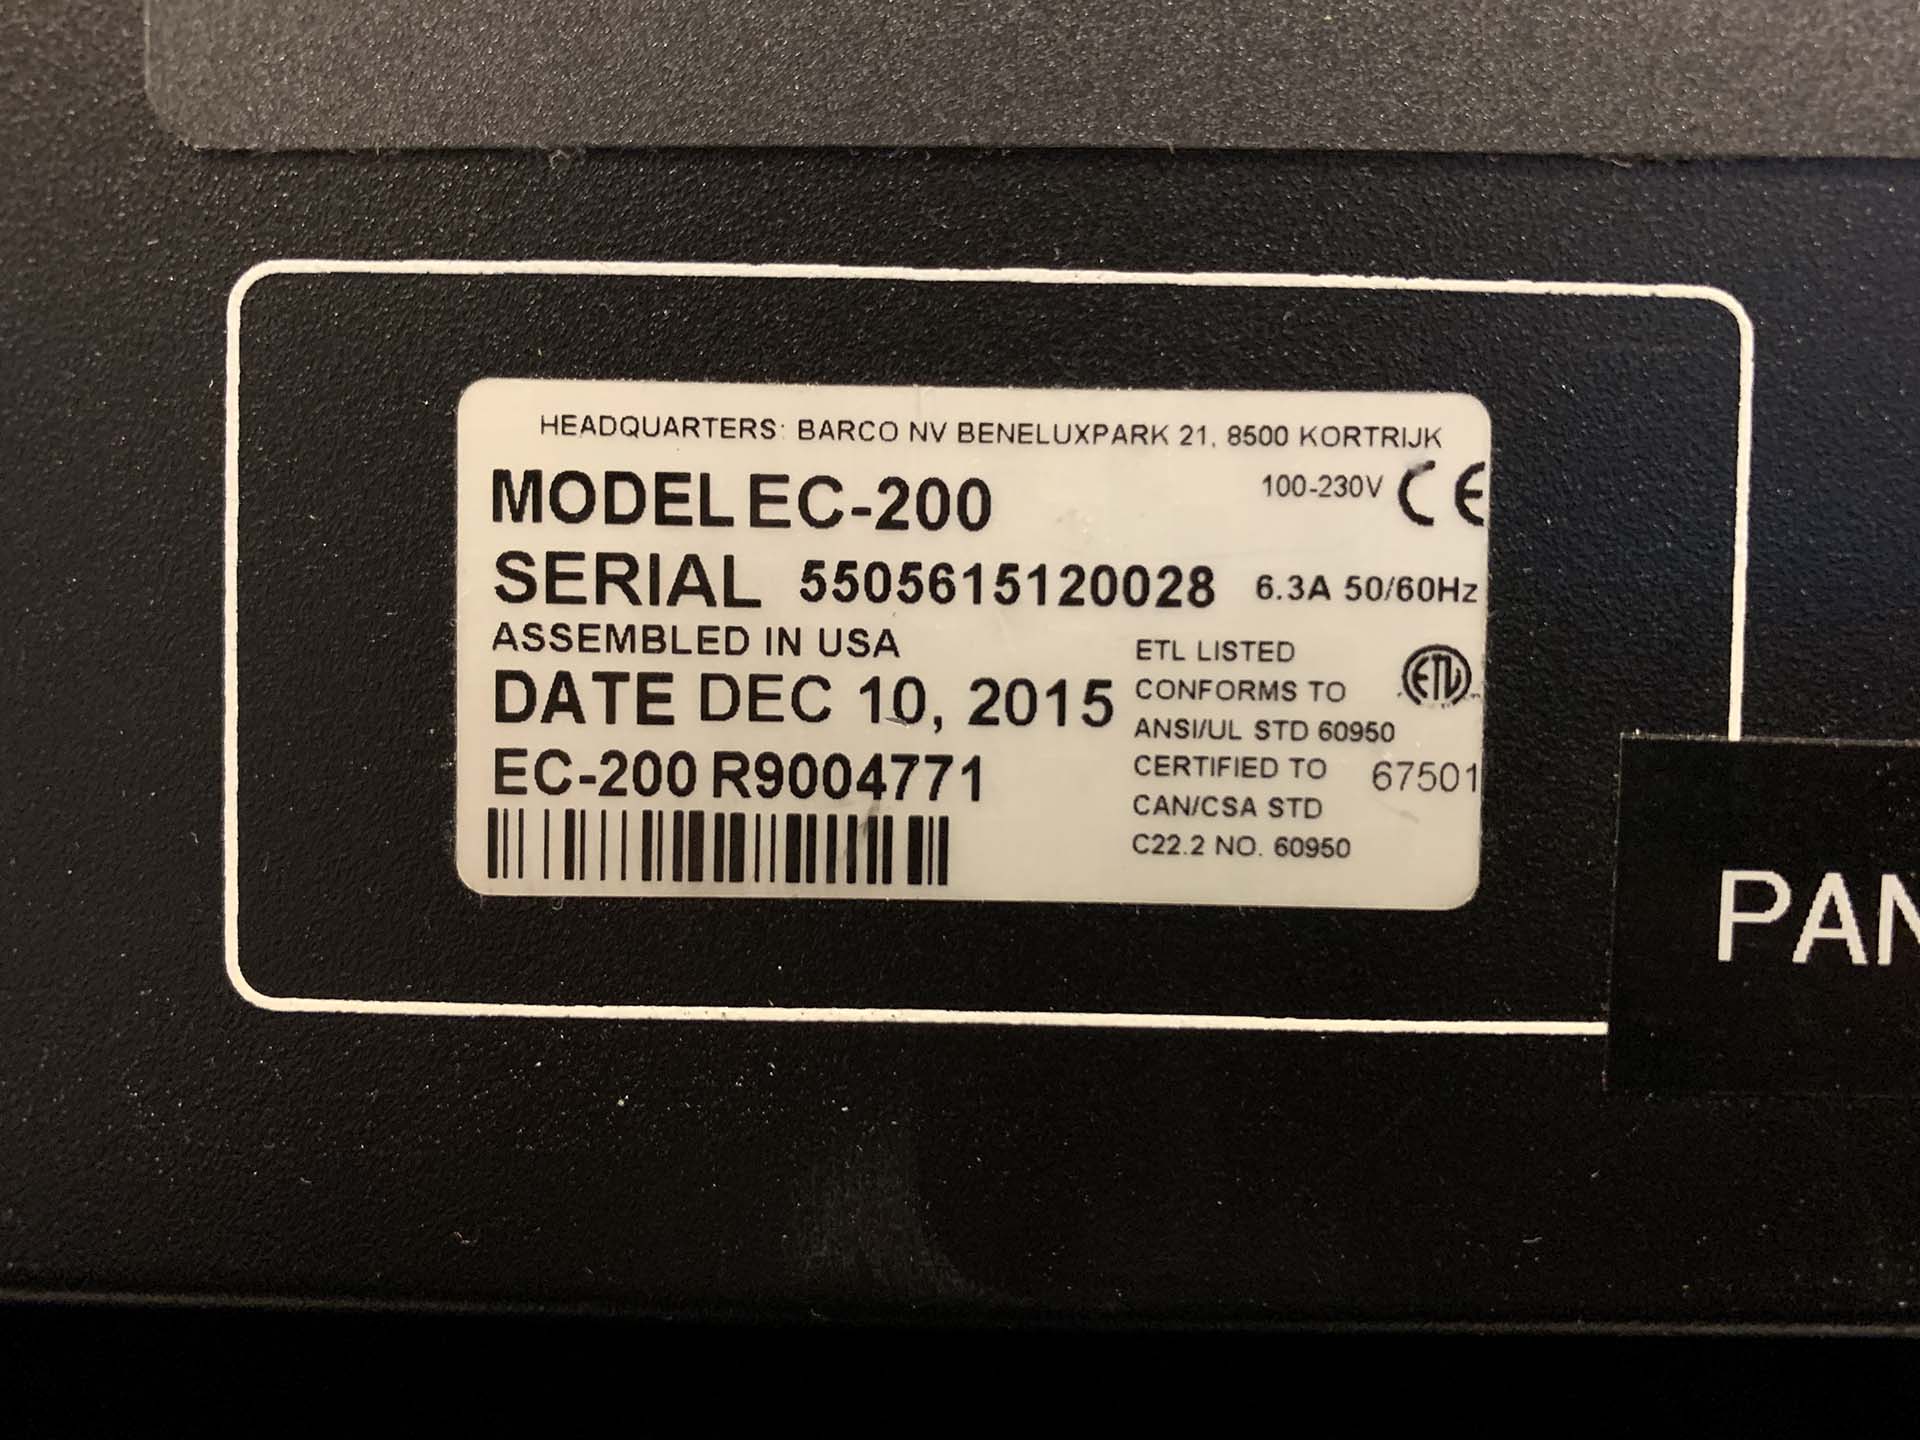 HEADQUARTERS: BARCO NV BENELUXPARK 21, 8500 KORTRIJK
MODEL EC-200
100-230V CE
SERIAL 5505615120028 6.3A 50/60Hz
ASSEMBLED IN USA
DATE DEC 10, 2015
EC-200 R9004771
ETL LISTED
CONFORMS TO
ANSI/UL STD 60950
CERTIFIED TO
CAN/CSA STD
C22.2 NO. 60950
ETL
67501
PAN